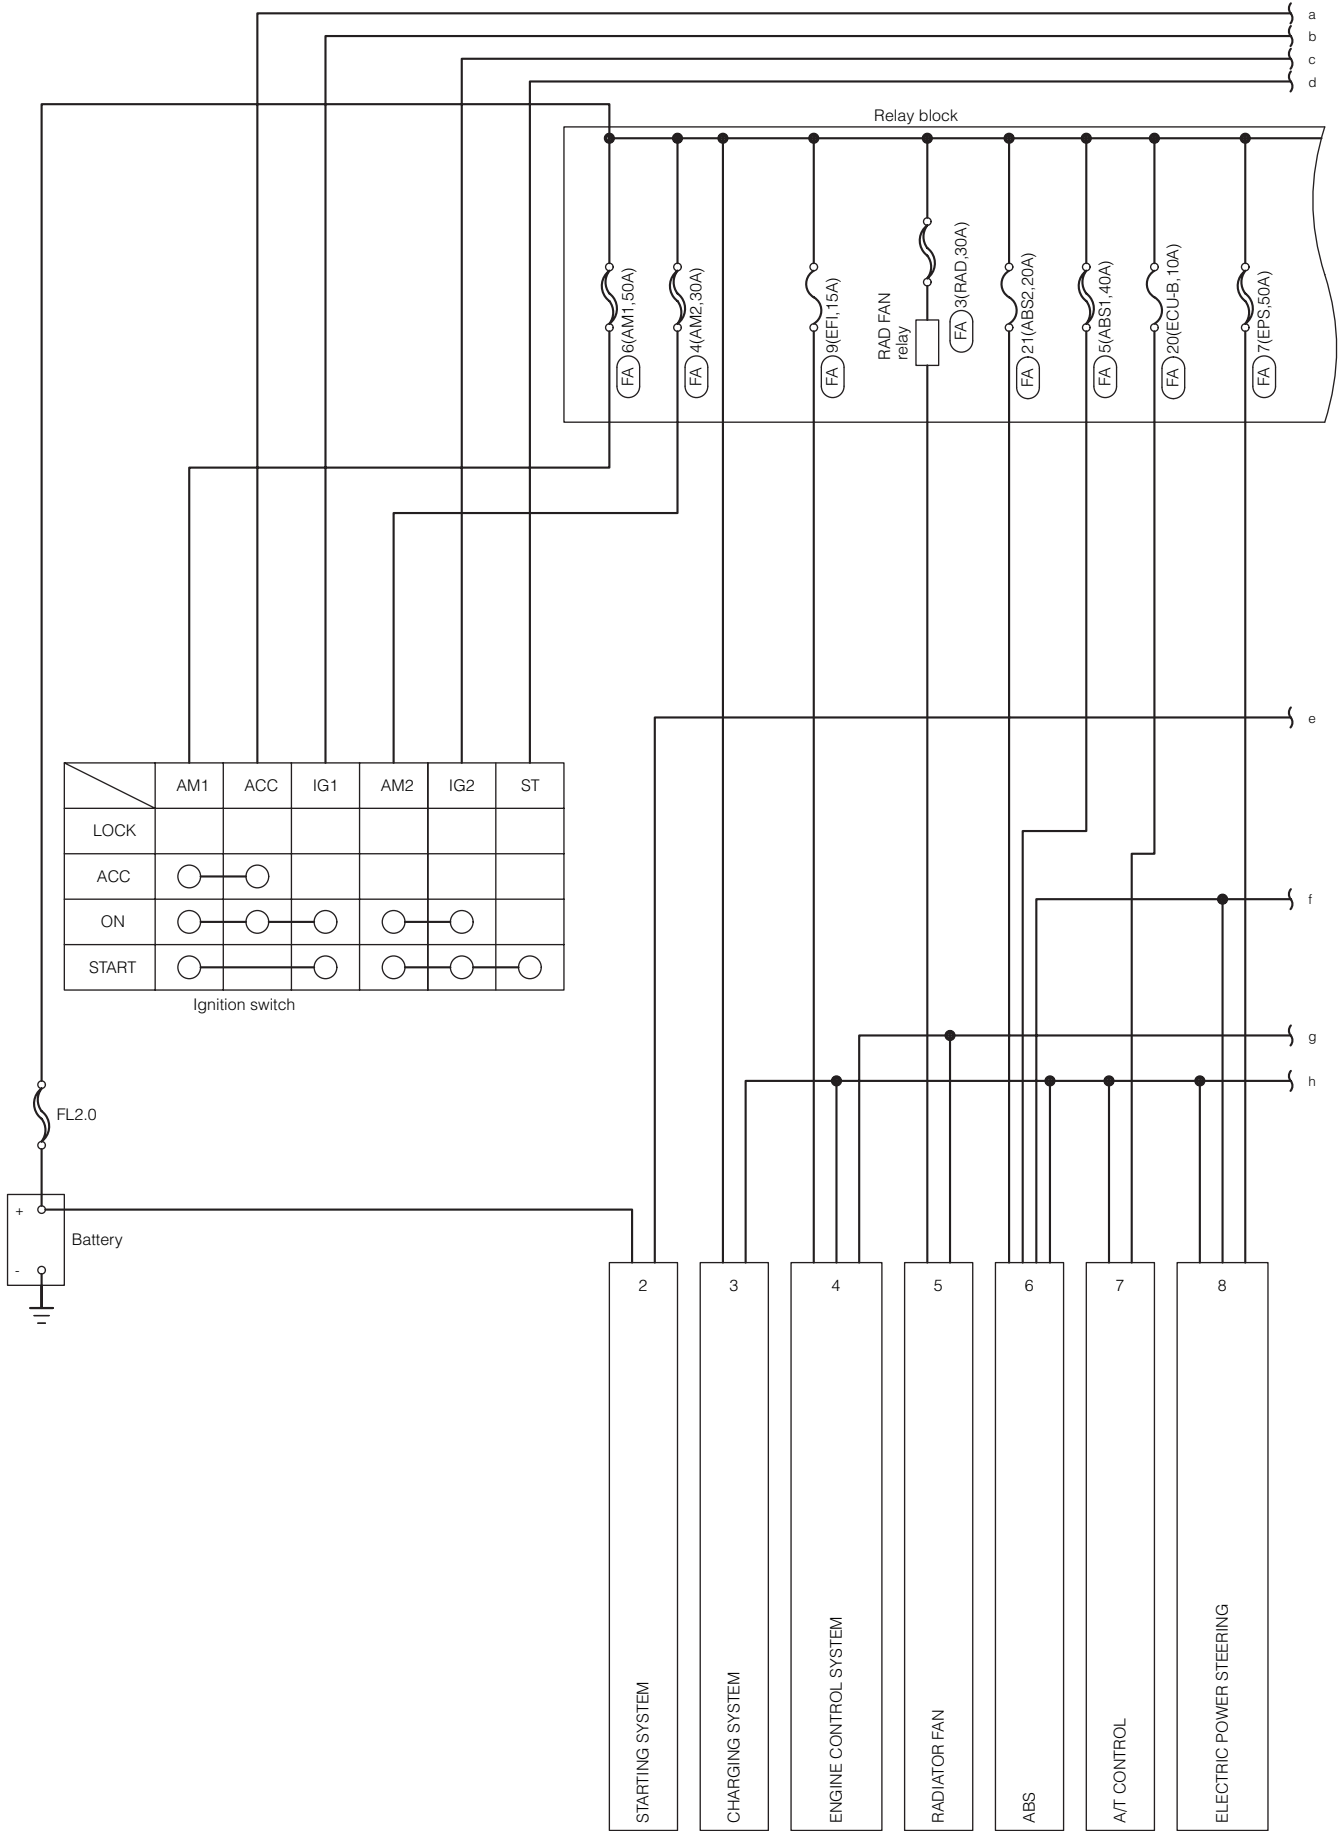 a
b
c
d
Relay block
FA 6(AM1,50A)
FA 4(AM2,30A)
FA 9(EFI,15A)
RAD FAN
relay
FA 3(RAD,30A)
FA 21(ABS2,20A)
FA 5(ABS1,40A)
FA 20(ECU-B,10A)
FA 7(EPS,50A)
e
AM1 ACC IG1 AM2 IG2 ST
LOCK
ACC
ON
START
Ignition switch
f
g
h
FL2.0
+
Battery
-
2 3 4 5 6 7 8
STARTING SYSTEM
CHARGING SYSTEM
ENGINE CONTROL SYSTEM
RADIATOR FAN
ABS
A/T CONTROL
ELECTRIC POWER STEERING